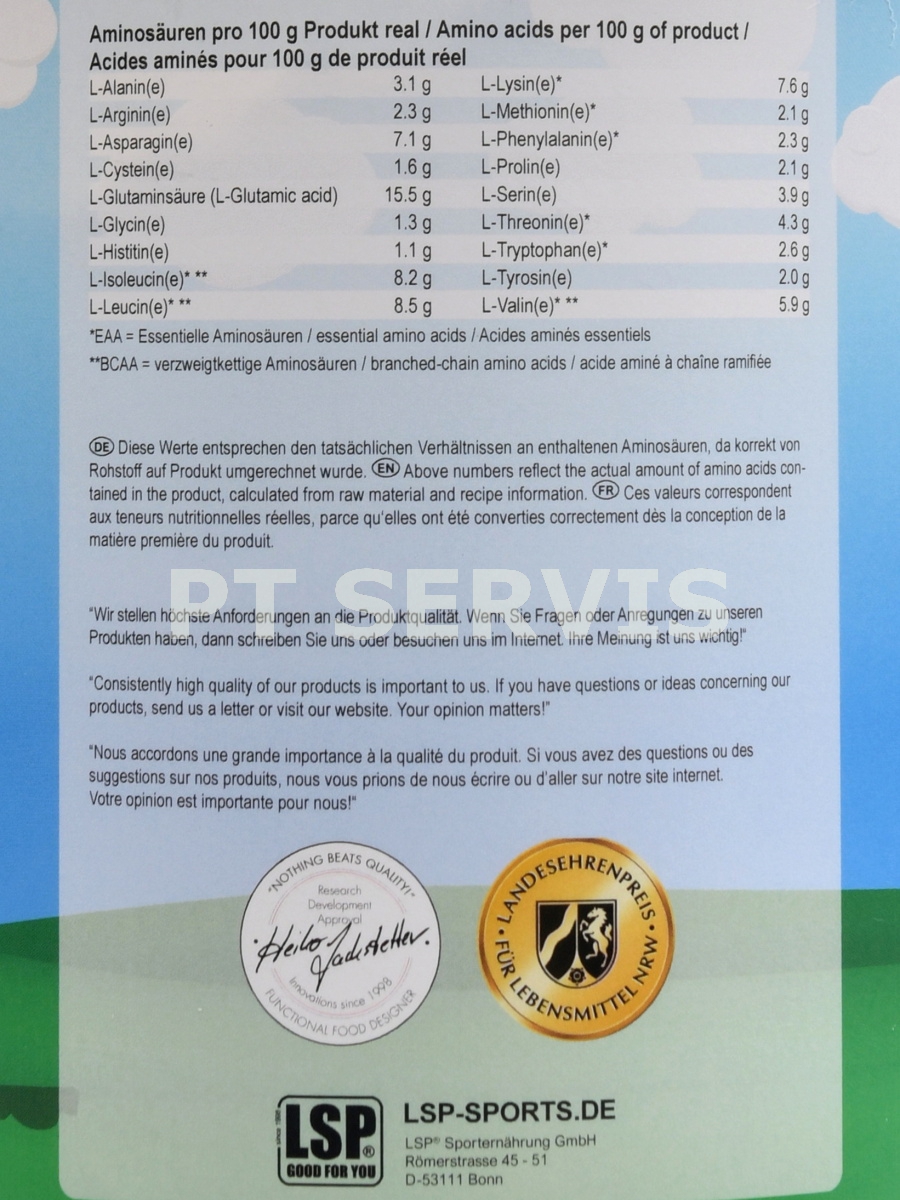 Aminosäuren pro 100 g Produkt real / Amino acids per 100 g of product /
Acides aminés pour 100 g de produit réel
L-Alanin(e) 3.1 g L-Lysin(e)* 7.6 g
L-Arginin(e) 2.3 g L-Methionin(e)* 2.1 g
L-Asparagin(e) 7.1 g L-Phenylalanin(e)* 2.3 g
L-Cystein(e) 1.6 g L-Prolin(e) 2.1 g
L-Glutaminsäure (L-Glutamic acid) 15.5 g L-Serin(e) 3.9 g
L-Glycin(e) 1.3 g L-Threonin(e)* 4.3 g
L-Histitin(e) 1.1 g L-Tryptophan(e)* 2.6 g
L-Isoleucin(e)* ** 8.2 g L-Tyrosin(e) 2.0 g
L-Leucin(e)* ** 8.5 g L-Valin(e)* ** 5.9 g
*EAA = Essentielle Aminosäuren / essential amino acids / Acides aminés essentiels
**BCAA = verzweigtkettige Aminosäuren / branched-chain amino acids / acide aminé à chaîne ramifiée
DE Diese Werte entsprechen den tatsächlichen Verhältnissen an enthaltenen Aminosäuren, da korrekt von
Rohstoff auf Produkt umgerechnet wurde. EN Above numbers reflect the actual amount of amino acids con-
tained in the product, calculated from raw material and recipe information. FR Ces valeurs correspondent
aux teneurs nutritionnelles réelles, parce qu'elles ont été converties correctement dès la conception de la
matière première du produit.
PT SERVIS
"Wir stellen höchste Anforderungen an die Produktqualität. Wenn Sie Fragen oder Anregungen zu unseren
Produkten haben, dann schreiben Sie uns oder besuchen uns im Internet. Ihre Meinung ist uns wichtig!"
"Consistently high quality of our products is important to us. If you have questions or ideas concerning our
products, send us a letter or visit our website. Your opinion matters!"
"Nous accordons une grande importance à la qualité du produit. Si vous avez des questions ou des
suggestions sur nos produits, nous vous prions de nous écrire ou d'aller sur notre site internet.
Votre opinion est importante pour nous!"
"NOTHING BEATS QUALITY!"
Research
Development
Approval
Heiko Jackstetter.
Innovations since 1998
FUNCTIONAL FOOD DESIGNER
• LANDESEHRENPREIS •
FÜR LEBENSMITTEL NRW
since 1998
LSP®
GOOD FOR YOU
LSP-SPORTS.DE
LSP® Sporternährung GmbH
Römerstrasse 45 - 51
D-53111 Bonn